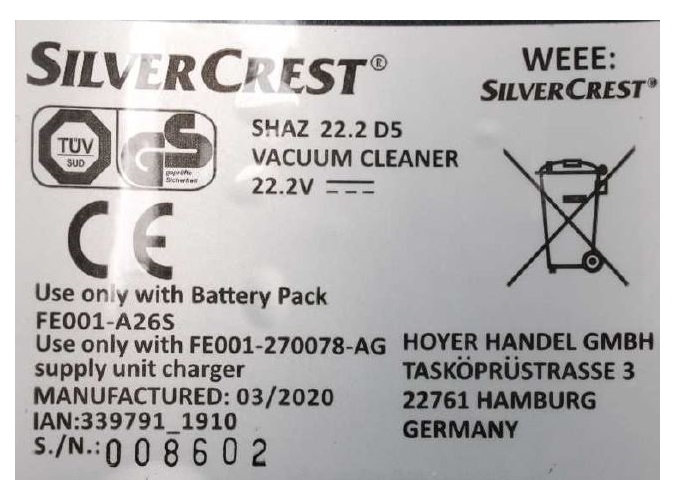 SILVERCREST®
WEEE:
SILVERCREST®
TÜV
SUD
GS
geprüfte
Sicherheit
SHAZ 22.2 D5
VACUUM CLEANER
22.2V
CE
Use only with Battery Pack
FE001-A26S
Use only with FE001-270078-AG
supply unit charger
MANUFACTURED: 03/2020
IAN:339791_1910
S./N.: 008602
HOYER HANDEL GMBH
TASKÖPRÜSTRASSE 3
22761 HAMBURG
GERMANY